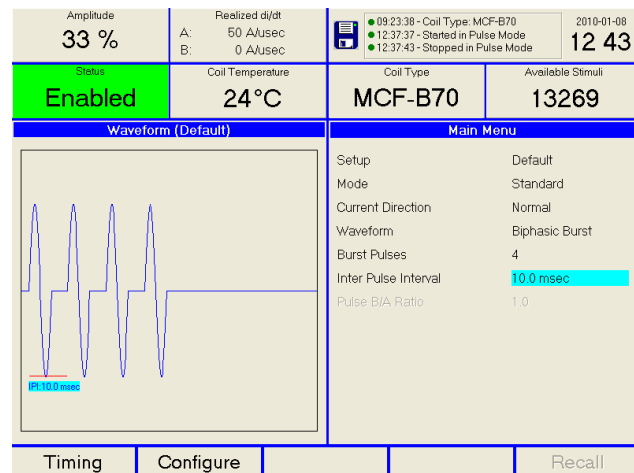 Amplitude
33 %
Realized di/dt
A: 50 A/usec
B: 0 A/usec
09:23:38 - Coil Type: MCF-B70
12:37:37 - Started in Pulse Mode
12:37:43 - Stopped in Pulse Mode
2010-01-08
12 43
Status
Enabled
Coil Temperature
24°C
Coil Type
MCF-B70
Available Stimuli
13269
Waveform (Default)
IPI:10.0 msec
Main Menu
Setup Default
Mode Standard
Current Direction Normal
Waveform Biphasic Burst
Burst Pulses 4
Inter Pulse Interval 10.0 msec
Pulse B/A Ratio 1.0
Timing Configure Recall